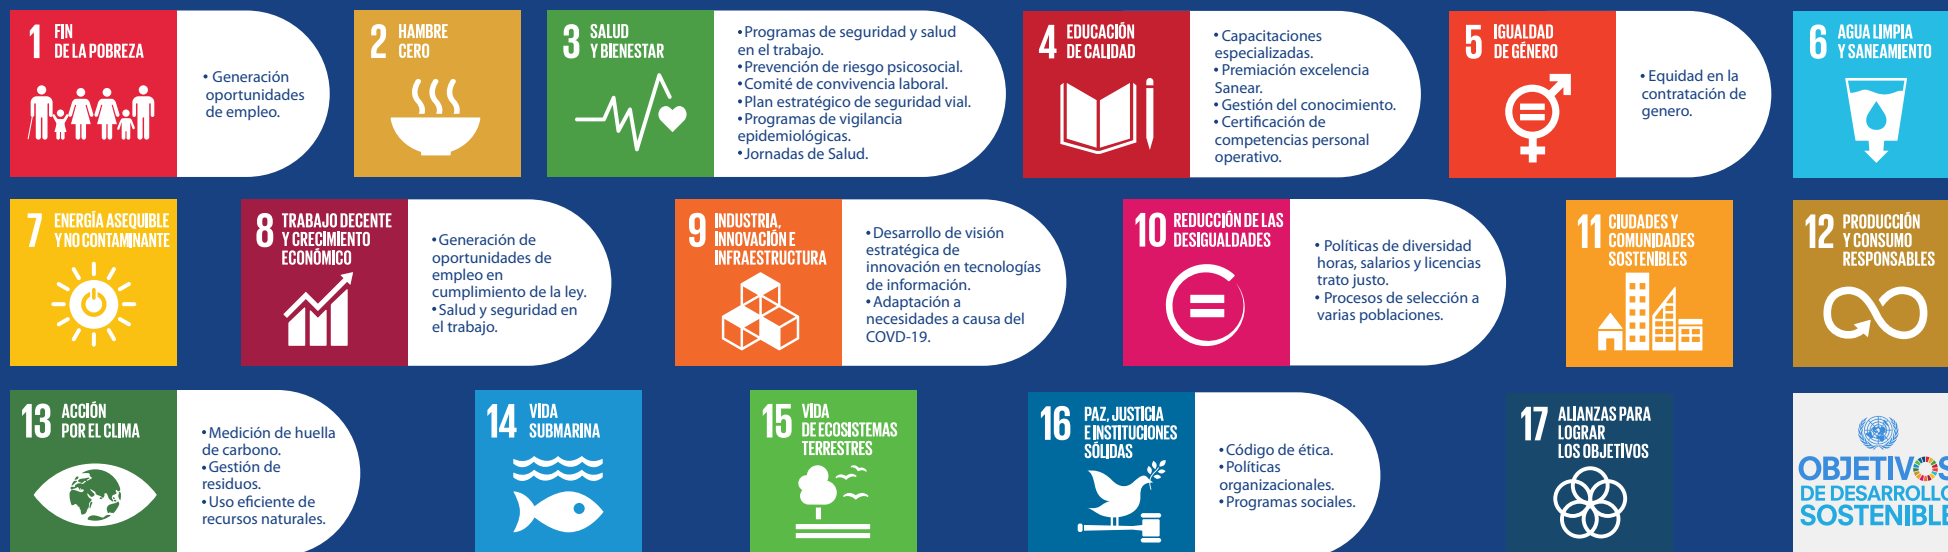 1 FIN
DE LA POBREZA
• Generación
oportunidades
de empleo.
2 HAMBRE
CERO
3 SALUD
Y BIENESTAR
• Programas de seguridad y salud
en el trabajo.
• Prevención de riesgo psicosocial.
• Comité de convivencia laboral.
• Plan estratégico de seguridad vial.
• Programas de vigilancia
epidemiológicas.
• Jornadas de Salud.
4 EDUCACIÓN
DE CALIDAD
• Capacitaciones
especializadas.
• Premiación excelencia
Sanear.
• Gestión del conocimiento.
• Certificación de
competencias personal
operativo.
5 IGUALDAD
DE GÉNERO
• Equidad en la
contratación de
genero.
6 AGUA LIMPIA
Y SANEAMIENTO
7 ENERGÍA ASEQUIBLE
Y NO CONTAMINANTE
8 TRABAJO DECENTE
Y CRECIMIENTO
ECONÓMICO
• Generación de
oportunidades de
empleo en
cumplimiento de la ley.
• Salud y seguridad en
el trabajo.
9 INDUSTRIA,
INNOVACIÓN E
INFRAESTRUCTURA
• Desarrollo de visión
estratégica de
innovación en tecnologías
de información.
• Adaptación a
necesidades a causa del
COVD-19.
10 REDUCCIÓN DE LAS
DESIGUALDADES
• Políticas de diversidad
horas, salarios y licencias
trato justo.
• Procesos de selección a
varias poblaciones.
11 CIUDADES Y
COMUNIDADES
SOSTENIBLES
12 PRODUCCIÓN
Y CONSUMO
RESPONSABLES
13 ACCIÓN
POR EL CLIMA
• Medición de huella
de carbono.
• Gestión de
residuos.
• Uso eficiente de
recursos naturales.
14 VIDA
SUBMARINA
15 VIDA
DE ECOSISTEMAS
TERRESTRES
16 PAZ, JUSTICIA
E INSTITUCIONES
SÓLIDAS
• Código de ética.
• Políticas
organizacionales.
• Programas sociales.
17 ALIANZAS PARA
LOGRAR
LOS OBJETIVOS
OBJETIVOS
DE DESARROLLO
SOSTENIBLE